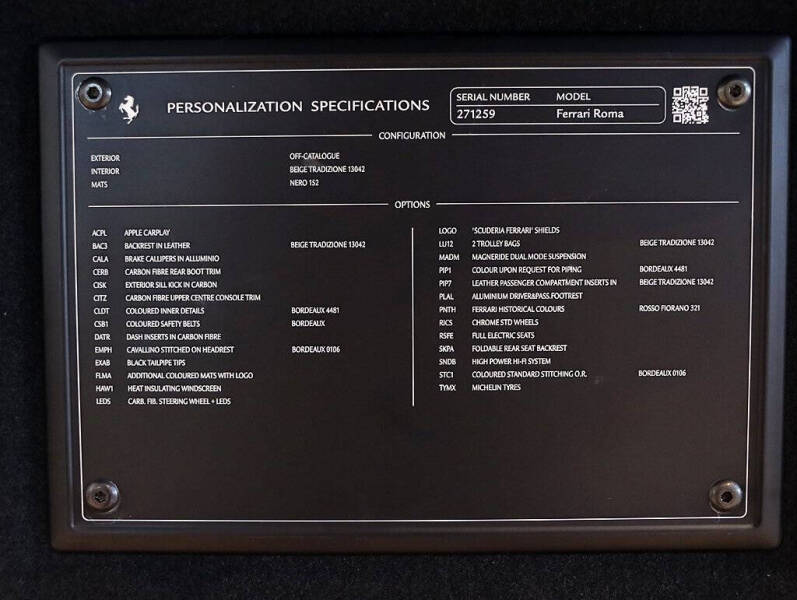 PERSONALIZATION SPECIFICATIONS
SERIAL NUMBER MODEL
271259 Ferrari Roma
CONFIGURATION
EXTERIOR OFF-CATALOGUE
INTERIOR BEIGE TRADIZIONE 13042
MATS NERO 152
OPTIONS
ACPL APPLE CARPLAY
BAC3 BACKREST IN LEATHER BEIGE TRADIZIONE 13042
CALA BRAKE CALLIPERS IN ALLUMINIO
CERB CARBON FIBRE REAR BOOT TRIM
CISK EXTERIOR SILL KICK IN CARBON
CITZ CARBON FIBRE UPPER CENTRE CONSOLE TRIM
CLDT COLOURED INNER DETAILS BORDEAUX 4481
CSB1 COLOURED SAFETY BELTS BORDEAUX
DATR DASH INSERTS IN CARBON FIBRE
EMPH CAVALLINO STITCHED ON HEADREST BORDEAUX 0106
EXAB BLACK TAILPIPE TIPS
FLMA ADDITIONAL COLOURED MATS WITH LOGO
HAW1 HEAT INSULATING WINDSCREEN
LEDS CARB. FIB. STEERING WHEEL + LEDS
LOGO 'SCUDERIA FERRARI' SHIELDS
LU12 2 TROLLEY BAGS BEIGE TRADIZIONE 13042
MADM MAGNERIDE DUAL MODE SUSPENSION
PIP1 COLOUR UPON REQUEST FOR PIPING BORDEAUX 4481
PIP7 LEATHER PASSENGER COMPARTMENT INSERTS IN BEIGE TRADIZIONE 13042
PLAL ALUMINIUM DRIVER&PASS.FOOTREST
PNTH FERRARI HISTORICAL COLOURS ROSSO FIORANO 321
RICS CHROME STD WHEELS
RSFE FULL ELECTRIC SEATS
SKPA FOLDABLE REAR SEAT BACKREST
SNDB HIGH POWER HI-FI SYSTEM
STC1 COLOURED STANDARD STITCHING O.R. BORDEAUX 0106
TYMX MICHELIN TYRES